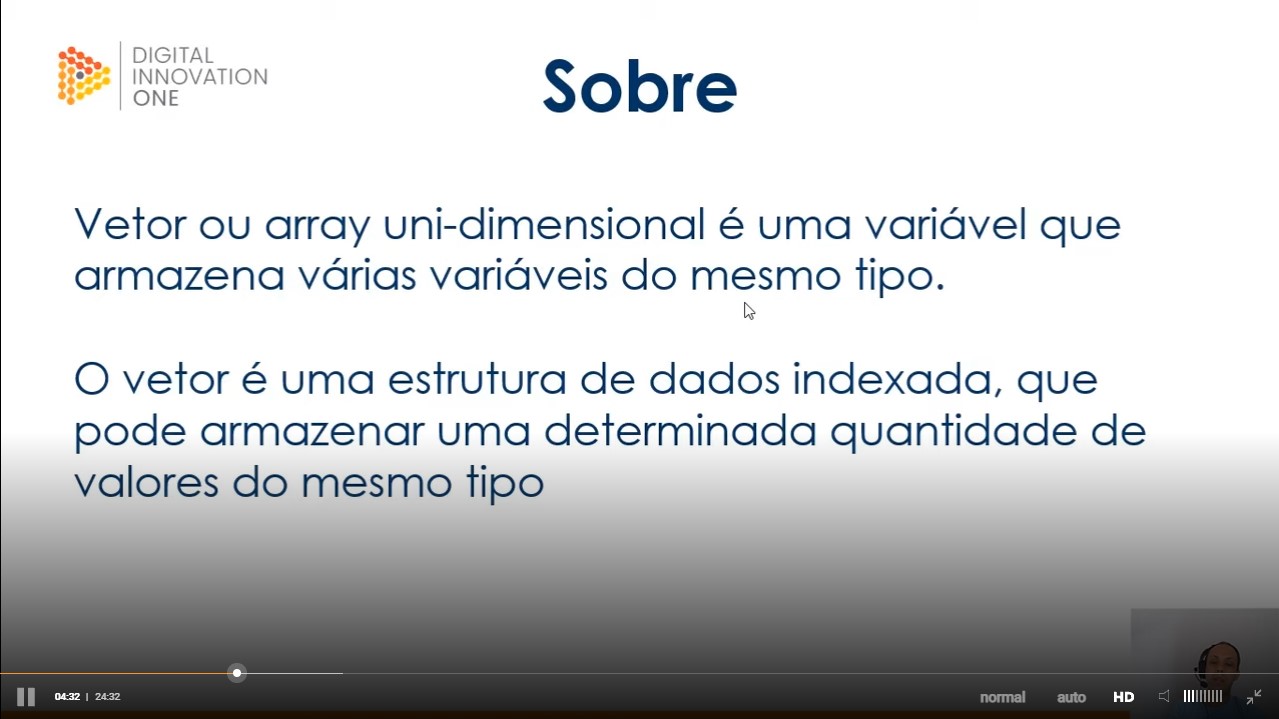 DIGITAL
INNOVATION
ONE
Sobre
Vetor ou array uni-dimensional é uma variável que
armazena várias variáveis do mesmo tipo.
O vetor é uma estrutura de dados indexada, que
pode armazenar uma determinada quantidade de
valores do mesmo tipo
04:32 | 24:32
normal auto HD